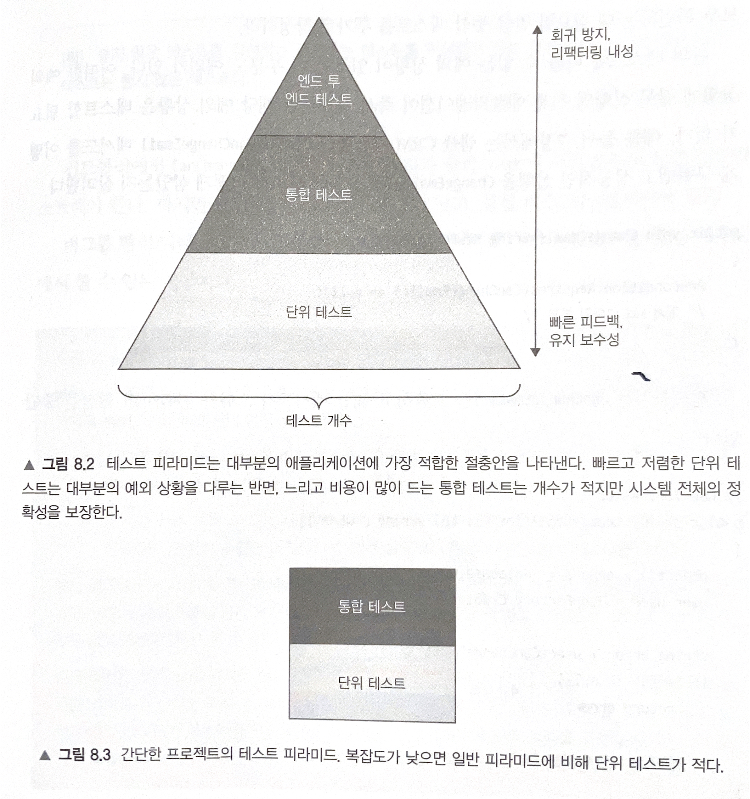 엔드 투
엔드 테스트
통합 테스트
단위 테스트
회귀 방지,
리팩터링 내성
빠른 피드백,
유지 보수성
테스트 개수
▲ 그림 8.2 테스트 피라미드는 대부분의 애플리케이션에 가장 적합한 절충안을 나타낸다. 빠르고 저렴한 단위 테
스트는 대부분의 예외 상황을 다루는 반면, 느리고 비용이 많이 드는 통합 테스트는 개수가 적지만 시스템 전체의 정
확성을 보장한다.
통합 테스트
단위 테스트
▲ 그림 8.3 간단한 프로젝트의 테스트 피라미드. 복잡도가 낮으면 일반 피라미드에 비해 단위 테스트가 적다.